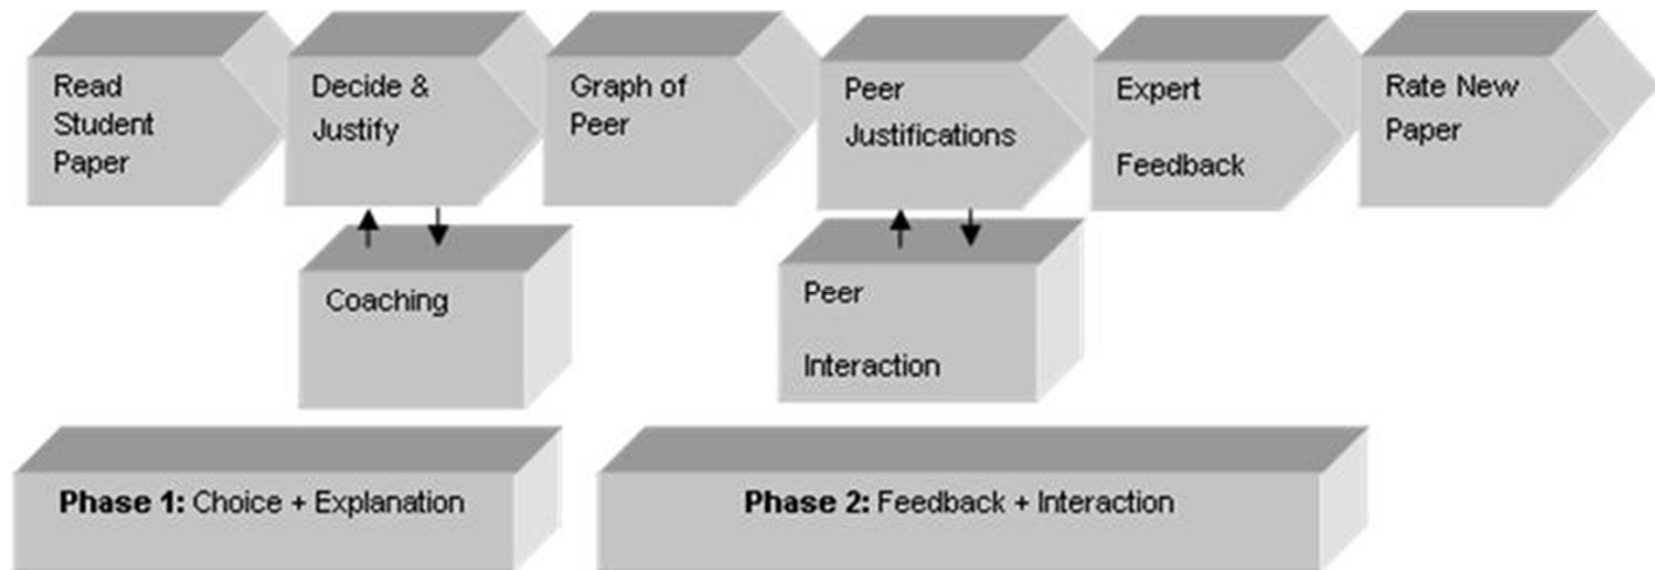 Read
Student
Paper
Decide &
Justify
Graph of
Peer
Peer
Justifications
Expert
Feedback
Rate New
Paper
Coaching
Peer
Interaction
Phase 1: Choice + Explanation
Phase 2: Feedback + Interaction